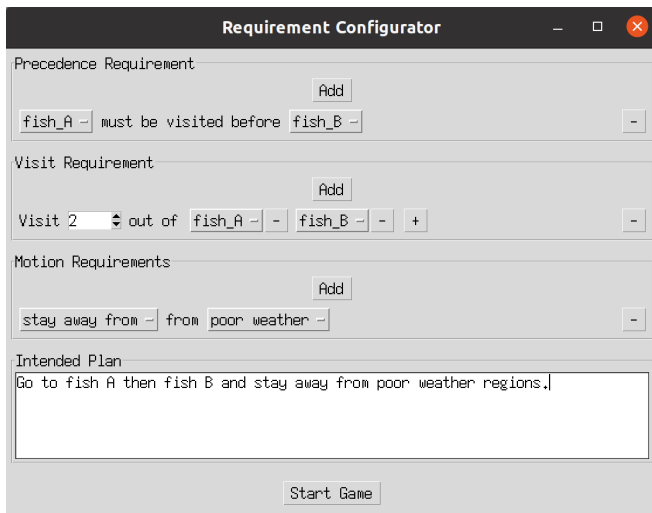 Requirement Configurator
Precedence Requirement
Add
fish_A must be visited before fish_B -
Visit Requirement
Add
Visit 2 out of fish_A - fish_B - + -
Motion Requirements
Add
stay away from from poor weather -
Intended Plan
Go to fish A then fish B and stay away from poor weather regions.
Start Game